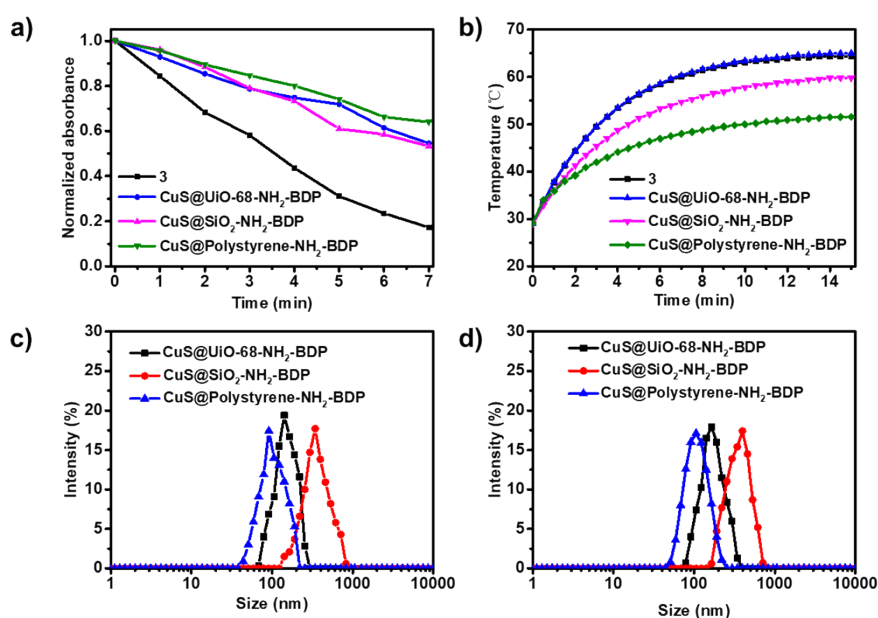 a)
Normalized absorbance
1.0
0.8
0.6
0.4
0.2
0.0
3
CuS@UiO-68-NH2-BDP
CuS@SiO2-NH2-BDP
CuS@Polystyrene-NH2-BDP
0 1 2 3 4 5 6 7
Time (min)
b)
Temperature (℃)
70
60
50
40
30
20
3
CuS@UiO-68-NH2-BDP
CuS@SiO2-NH2-BDP
CuS@Polystyrene-NH2-BDP
0 2 4 6 8 10 12 14
Time (min)
c)
Intensity (%)
30
25
20
15
10
5
0
CuS@UiO-68-NH2-BDP
CuS@SiO2-NH2-BDP
CuS@Polystyrene-NH2-BDP
1 10 100 1000 10000
Size (nm)
d)
Intensity (%)
30
25
20
15
10
5
0
CuS@UiO-68-NH2-BDP
CuS@SiO2-NH2-BDP
CuS@Polystyrene-NH2-BDP
1 10 100 1000 10000
Size (nm)